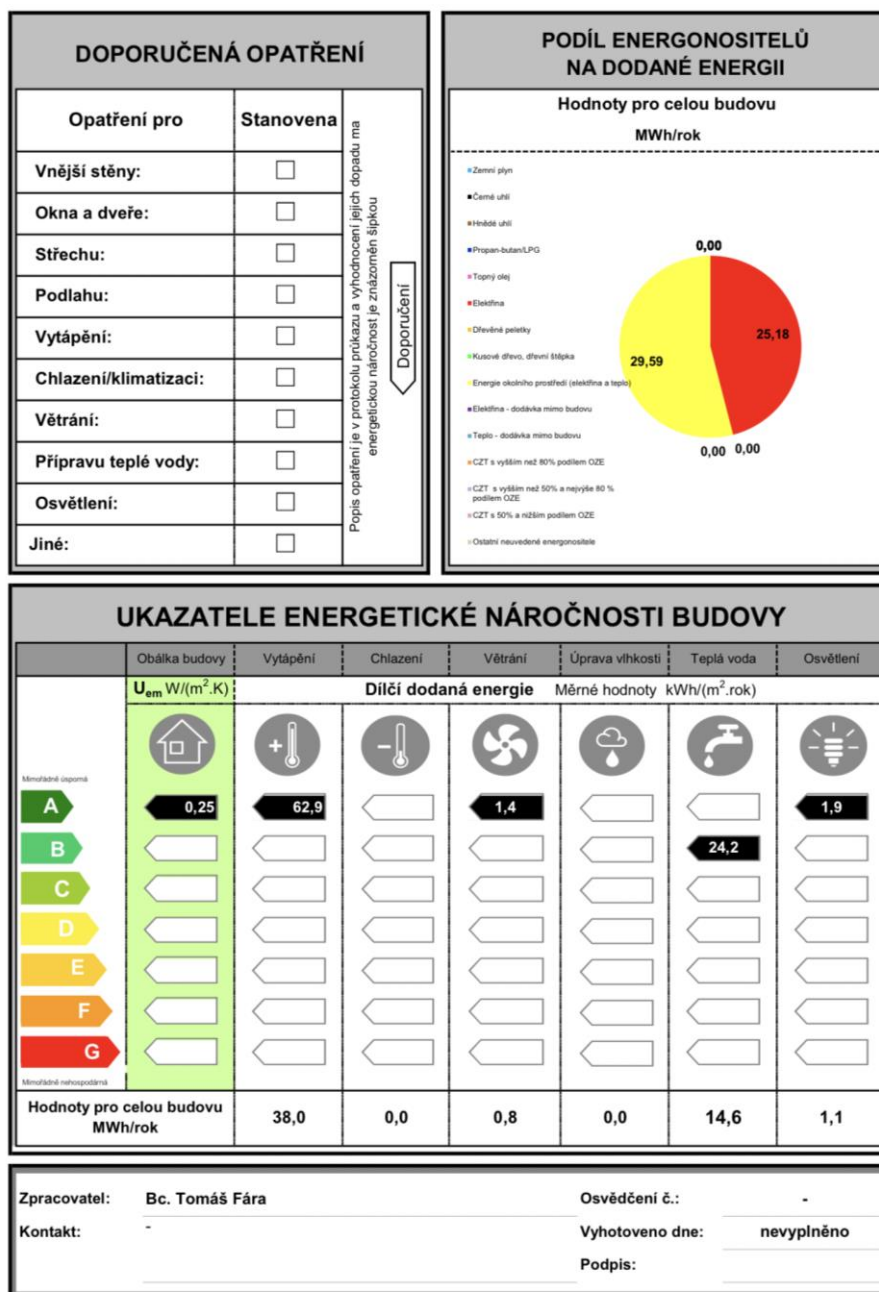 DOPORUČENÁ OPATŘENÍ
Opatření pro
Stanovena
Vnější stěny:
Okna a dveře:
Střechu:
Podlahu:
Vytápění:
Chlazení/klimatizaci:
Větrání:
Přípravu teplé vody:
Osvětlení:
Jiné:
Popis opatření je v protokolu průkazu a vyhodnocení jejich dopadu ma
energetickou náročnost je znázorněn šipkou
Doporučení
PODÍL ENERGONOSITELŮ
NA DODANÉ ENERGII
Hodnoty pro celou budovu
MWh/rok
Zemní plyn
Černé uhlí
Hnědé uhlí
Propan-butan/LPG
Topný olej
Elektřina
Dřevěné peletky
Kusové dřevo, dřevní štěpka
Energie okolního prostředí (elektřina a teplo)
Elektřina - dodávka mimo budovu
Teplo - dodávka mimo budovu
CZT s vyšším než 80% podílem OZE
CZT s vyšším než 50% a nejvýše 80 %
podílem OZE
CZT s 50% a nižším podílem OZE
Ostatní neuvedené energonositele
0,00
25,18
29,59
0,00 0,00
UKAZATELE ENERGETICKÉ NÁROČNOSTI BUDOVY
Obálka budovy Vytápění Chlazení Větrání Úprava vlhkosti Teplá voda Osvětlení
Uem W/(m².K) Dílčí dodaná energie Měrné hodnoty kWh/(m².rok)
Mimořádně úsporná
A 0,25 62,9 1,4 1,9
B 24,2
C
D
E
F
G
Mimořádně nehospodárná
Hodnoty pro celou budovu
MWh/rok
38,0 0,0 0,8 0,0 14,6 1,1
Zpracovatel: Bc. Tomáš Fára Osvědčení č.: -
Kontakt: - Vyhotoveno dne: nevyplněno
Podpis: